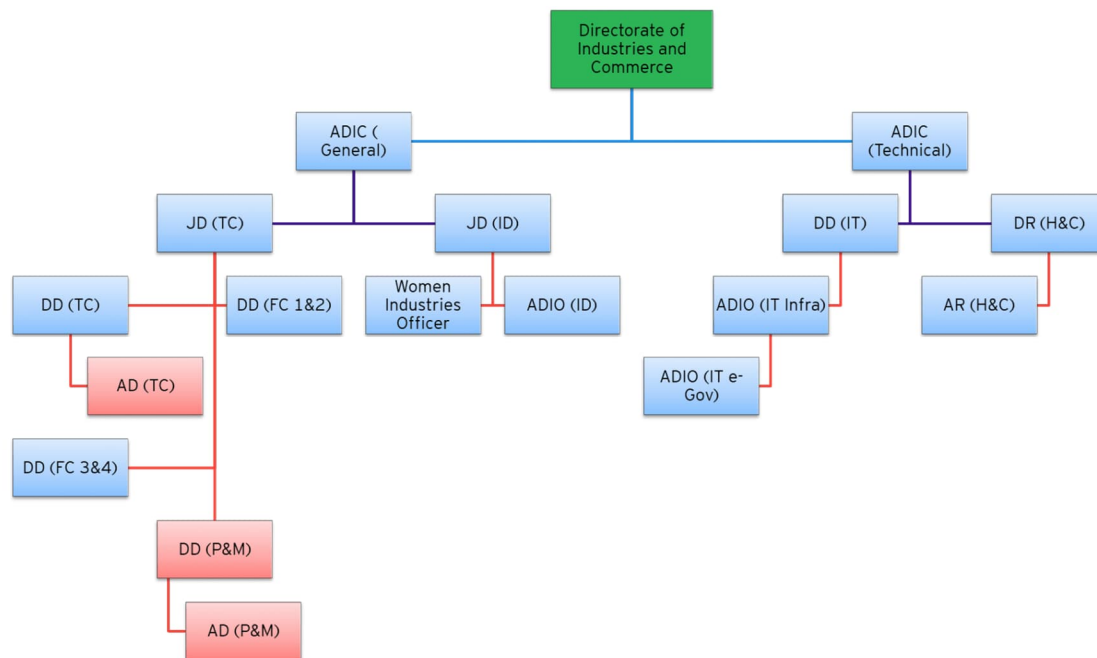 Directorate of
Industries and
Commerce
ADIC (
General)
ADIC
(Technical)
JD (TC)
JD (ID)
DD (IT)
DR (H&C)
DD (TC)
DD (FC 1&2)
Women
Industries
Officer
ADIO (ID)
ADIO (IT Infra)
AR (H&C)
AD (TC)
ADIO (IT e-
Gov)
DD (FC 3&4)
DD (P&M)
AD (P&M)